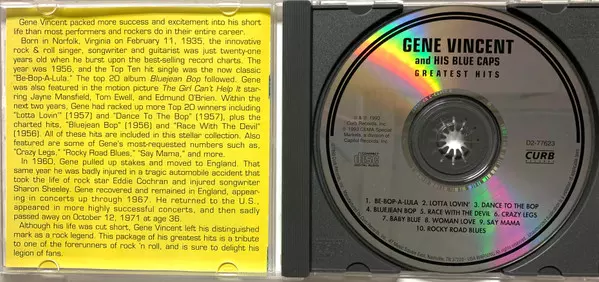 Gene Vincent packed more success and excitement into his short
life than most performers and rockers do in their entire career.
Born in Norfolk, Virginia on February 11, 1935, the innovative
rock & roll singer, songwriter and guitarist was just twenty-one
years old when he burst upon the best-selling record charts. The
year was 1956, and the Top Ten hit single was the now classic
"Be-Bop-A-Lula." The top 20 album Bluejean Bop followed. Gene
was also featured in the motion picture The Girl Can't Help It star-
ring Jayne Mansfield, Tom Ewell, and Edmund O'Brien. Within the
next two years, Gene had racked up more Top 20 winners including
"Lotta Lovin'" [1957] and "Dance To The Bop" [1957], plus the
charted hits, "Bluejean Bop" [1956] and "Race With The Devil"
[1956]. All of these hits are included in this stellar collection. Also
featured are some of Gene's most-requested numbers such as,
"Crazy Legs," "Rocky Road Blues," "Say Mama," and more.
In 1960, Gene pulled up stakes and moved to England. That
same year he was badly injured in a tragic automobile accident that
took the life of rock star Eddie Cochran and injured songwriter
Sharon Sheeley. Gene recovered and remained in England, appear-
ing in concerts up through 1967. He returned to the U.S.,
appeared in more highly successful concerts, and then sadly
passed away on October 12, 1971 at age 36.
Although his life was cut short, Gene Vincent left his distinguished
mark as a rock legend. This package of his greatest hits is a tribute
to one of the forerunners of rock 'n roll, and is sure to delight his
legion of fans.
GENE VINCENT
and HIS BLUE CAPS
GREATEST HITS
Curb Records, Inc.
CEMA Special
Markets, a Division of
Capitol Records, Inc.
D2-77623
COMPACT
disc
DIGITAL AUDIO
CURB
1. BE-BOP-A-LULA 2. LOTTA LOVIN' 3. DANCE TO THE BOP
4. BLUEJEAN BOP 5. RACE WITH THE DEVIL 6. CRAZY LEGS
7. BABY BLUE 8. WOMAN LOVE 9. SAY MAMA
10. ROCKY ROAD BLUES